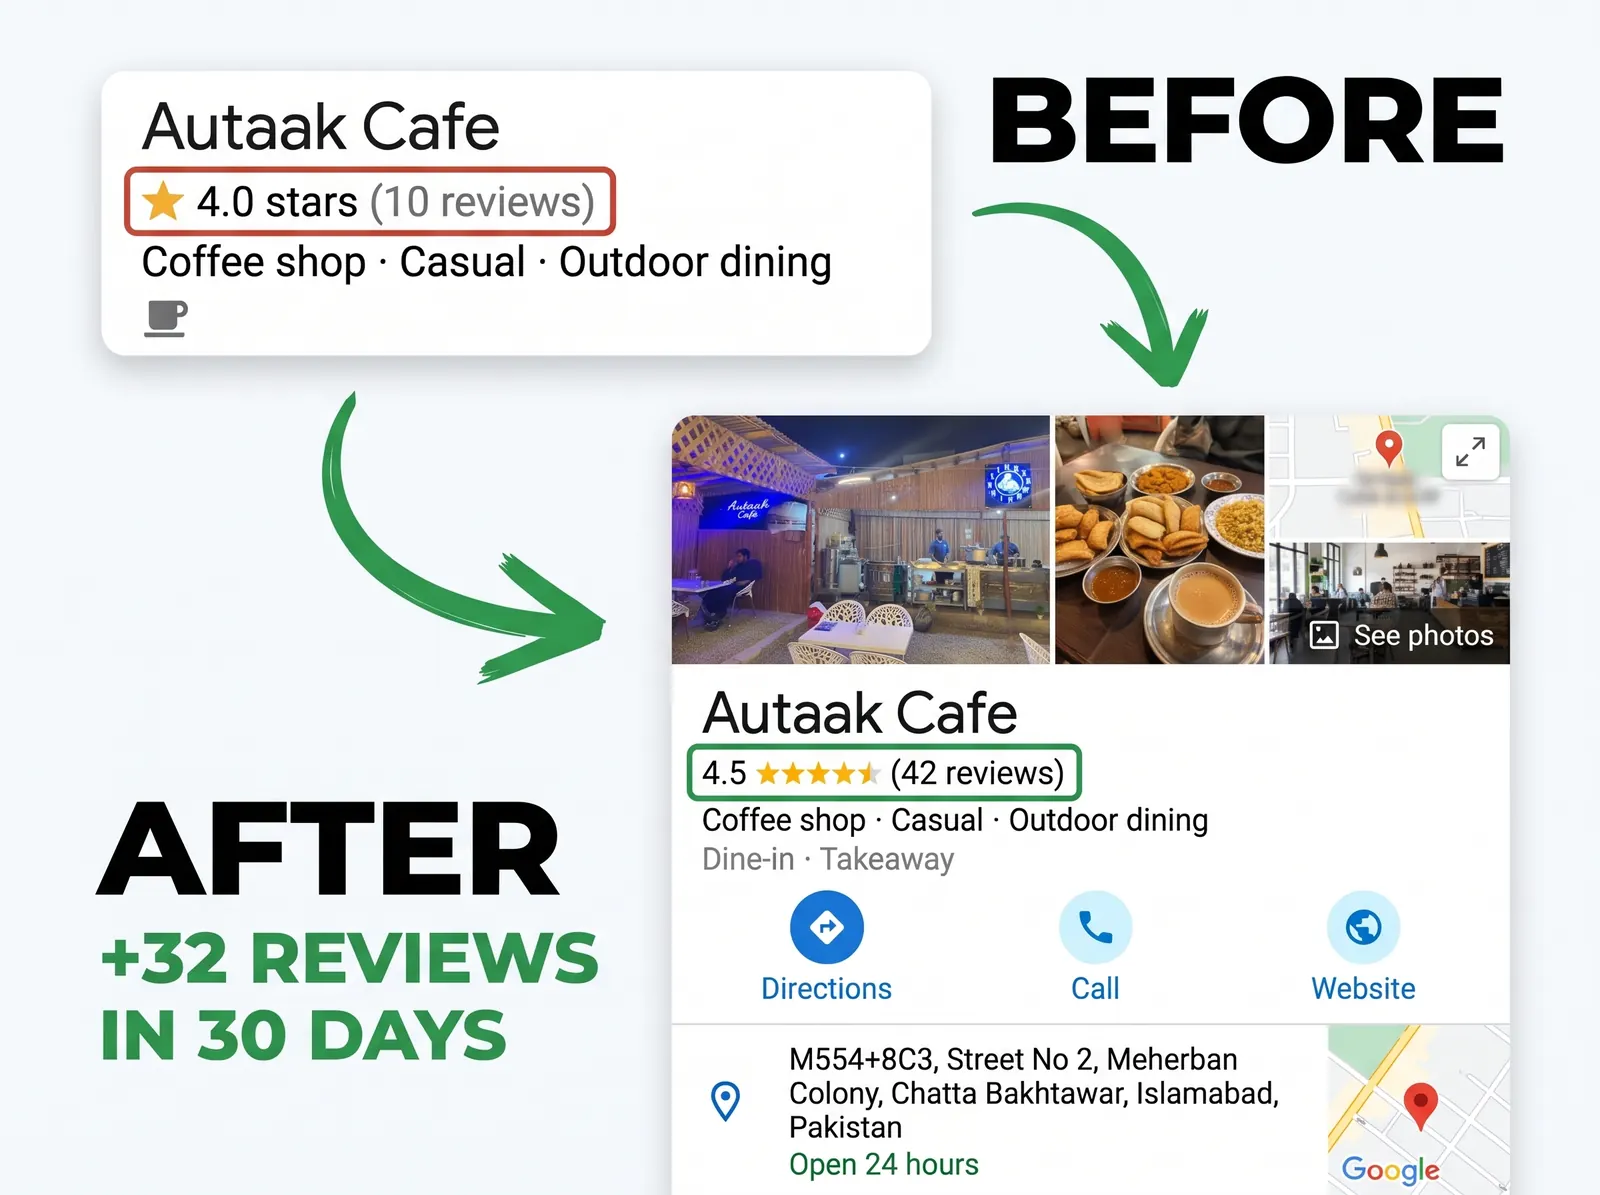 BEFORE
Autaak Cafe
4.0 stars (10 reviews)
Coffee shop · Casual · Outdoor dining
Autaak
Cafe
See photos
Autaak Cafe
4.5 (42 reviews)
Coffee shop · Casual · Outdoor dining
Dine-in · Takeaway
Directions
Call
Website
M554+8C3, Street No 2, Meherban
Colony, Chatta Bakhtawar, Islamabad,
Pakistan
Open 24 hours
Google
AFTER
+32 REVIEWS
IN 30 DAYS